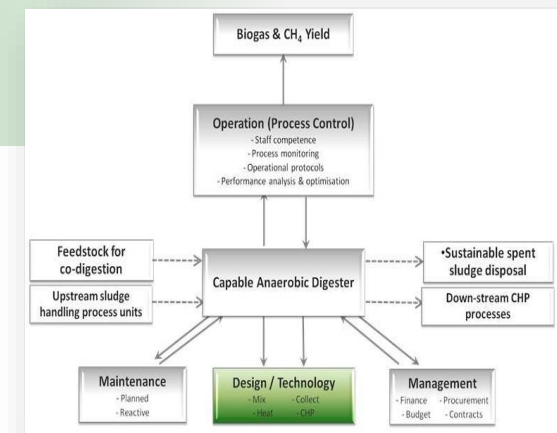 Biogas & CH₄ Yield
Operation (Process Control)
- Staff competence
- Process monitoring
- Operational protocols
- Performance analysis & optimisation
Feedstock for
co-digestion
Upstream sludge
handling process units
Capable Anaerobic Digester
•Sustainable spent
sludge disposal
Down-stream CHP
processes
Maintenance
- Planned
- Reactive
Design / Technology
- Mix - Collect
- Heat - CHP
Management
- Finance - Procurement
- Budget - Contracts